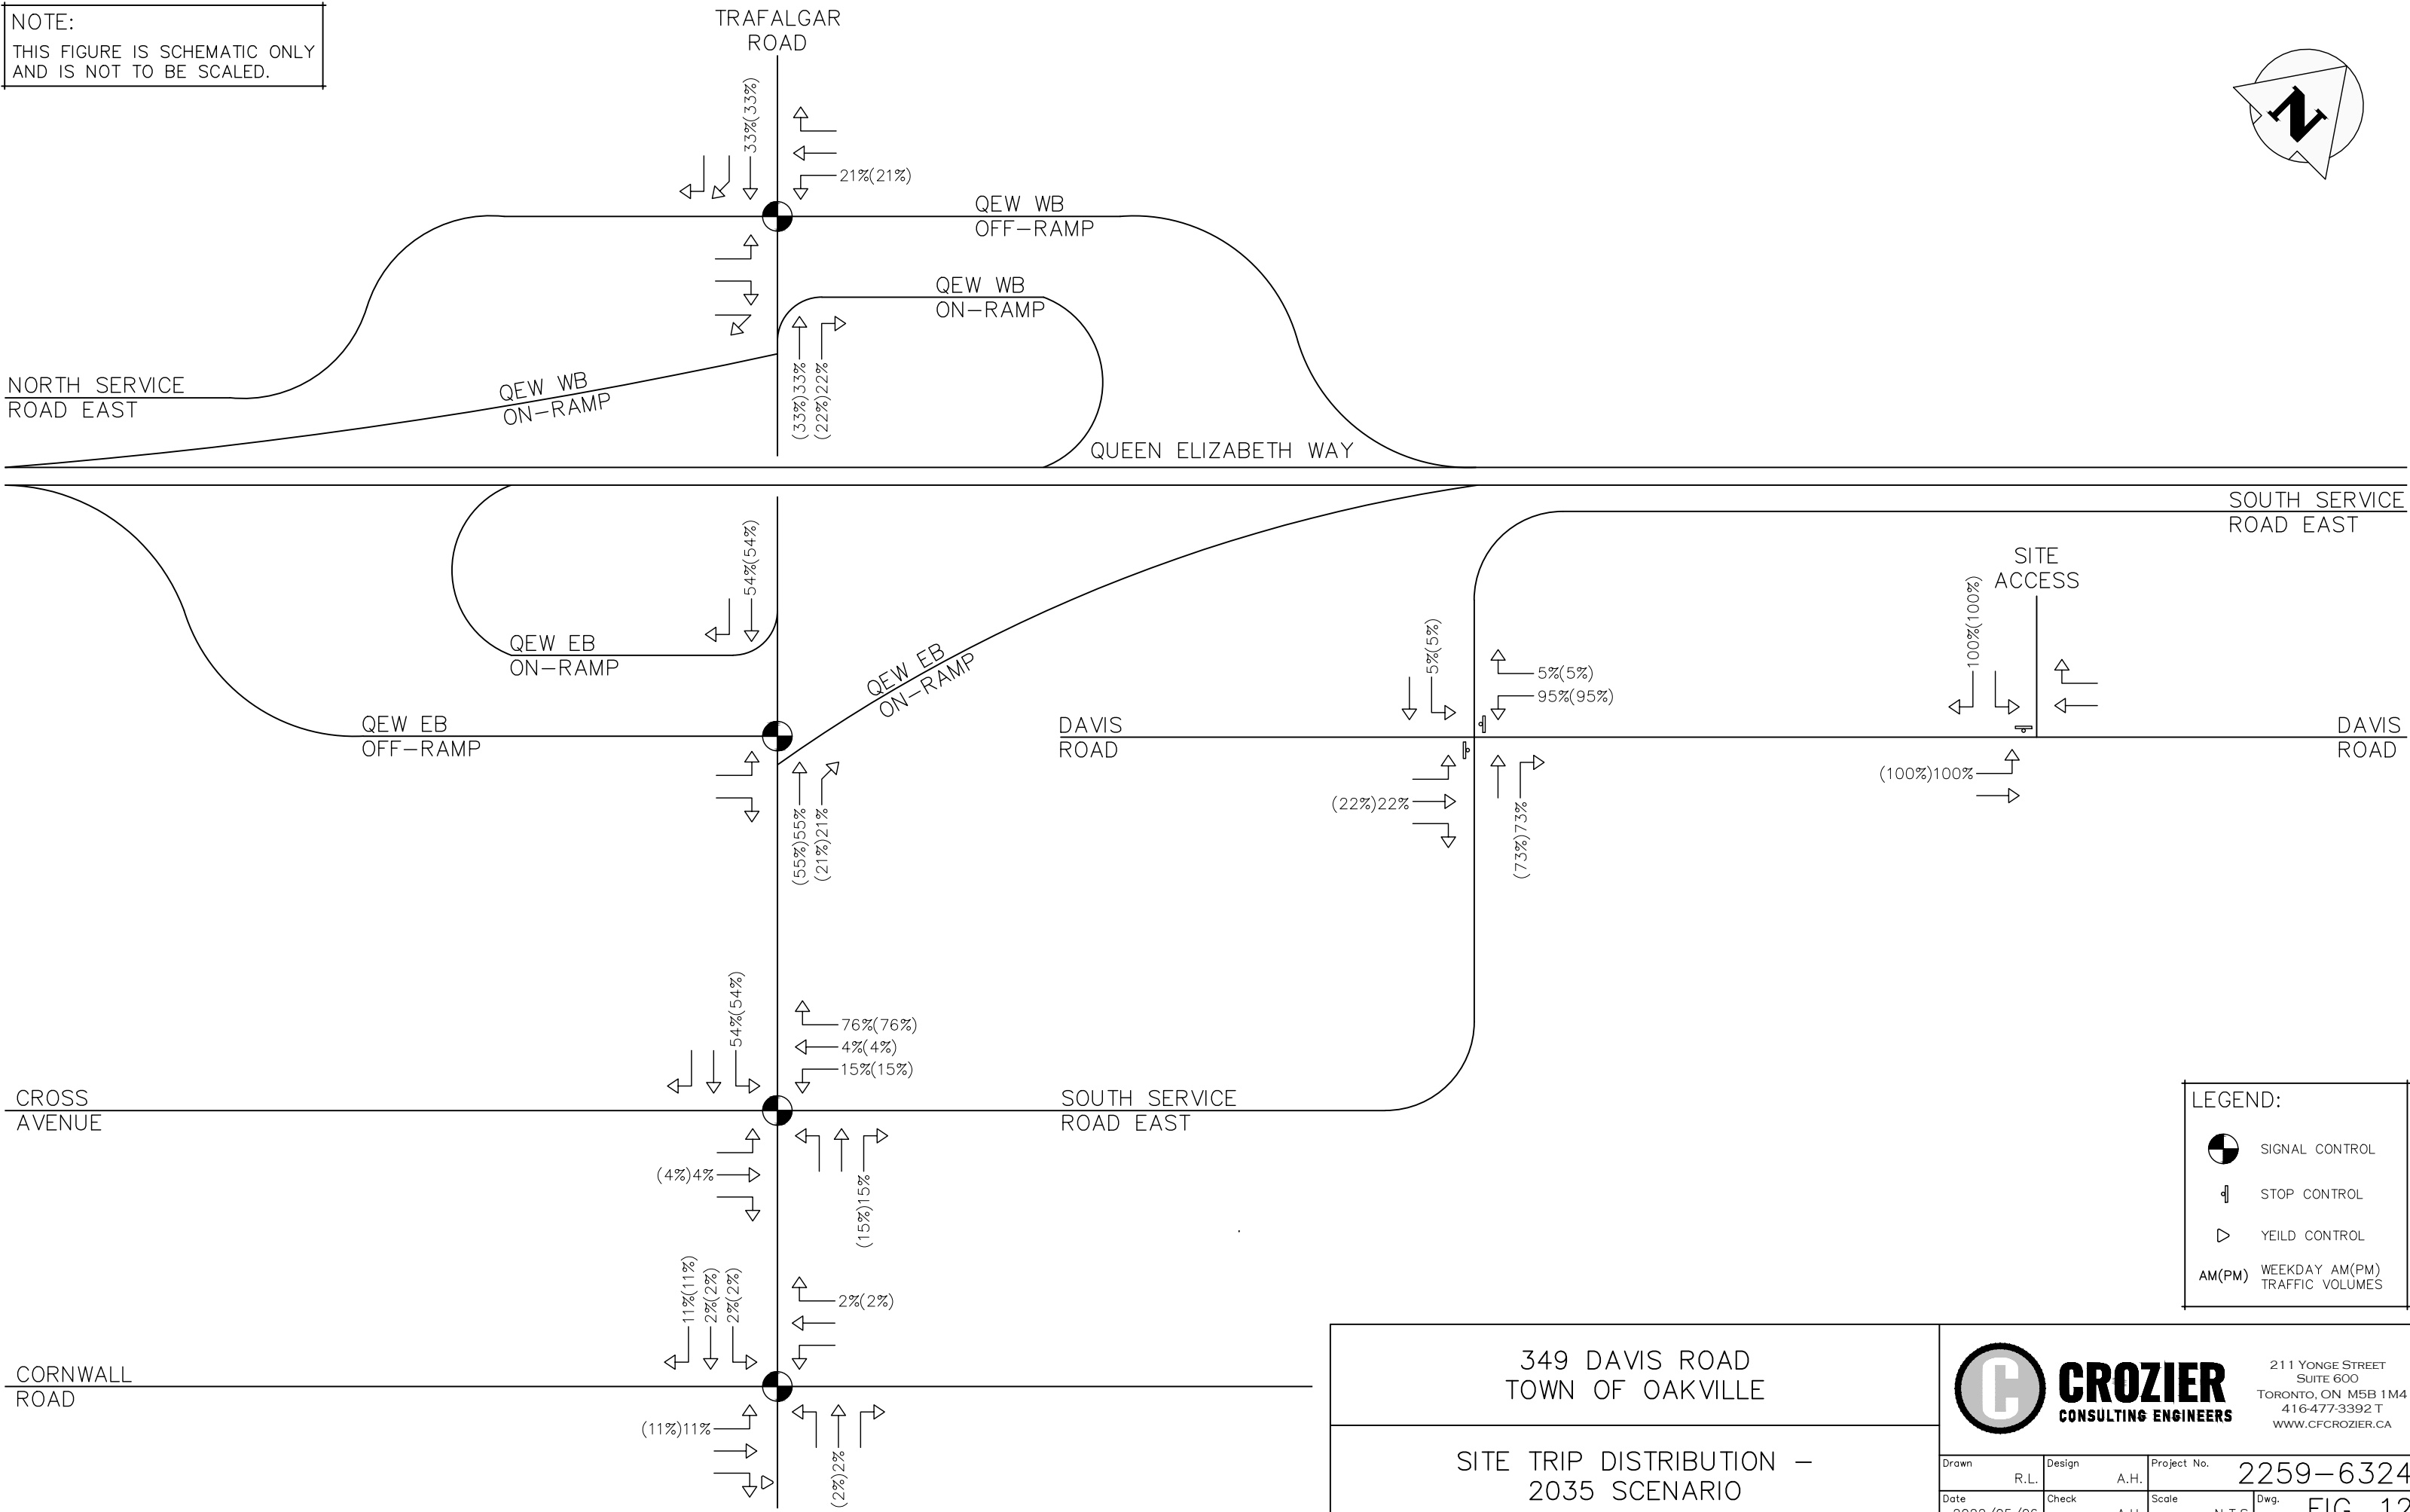 NOTE:
THIS FIGURE IS SCHEMATIC ONLY
AND IS NOT TO BE SCALED.
TRAFALGAR
ROAD
N
33%(33%)
21%(21%)
QEW WB
OFF-RAMP
QEW WB
ON-RAMP
(33%)33%
(22%)22%
NORTH SERVICE
ROAD EAST
QEW WB
ON-RAMP
QUEEN ELIZABETH WAY
SOUTH SERVICE
ROAD EAST
54%(54%)
QEW EB
ON-RAMP
QEW EB
ON-RAMP
QEW EB
OFF-RAMP
(55%)55%
(21%)21%
SITE
ACCESS
100%(100%)
5%(5%)
5%(5%)
95%(95%)
DAVIS
ROAD
DAVIS
ROAD
(22%)22%
(73%)73%
(100%)100%
54%(54%)
76%(76%)
4%(4%)
15%(15%)
CROSS
AVENUE
SOUTH SERVICE
ROAD EAST
(4%)4%
(15%)15%
11%(11%)
2%(2%)
2%(2%)
2%(2%)
CORNWALL
ROAD
(11%)11%
(2%)2%
LEGEND:
SIGNAL CONTROL
STOP CONTROL
YEILD CONTROL
AM(PM) WEEKDAY AM(PM)
TRAFFIC VOLUMES
349 DAVIS ROAD
TOWN OF OAKVILLE
SITE TRIP DISTRIBUTION -
2035 SCENARIO
C
CROZIER
CONSULTING ENGINEERS
211 YONGE STREET
SUITE 600
TORONTO, ON M5B 1M4
416-477-3392 T
WWW.CFCROZIER.CA
Drawn R.L. Design A.H. Project No. 2259-6324
Date Check Scale Dwg. FIG. 12